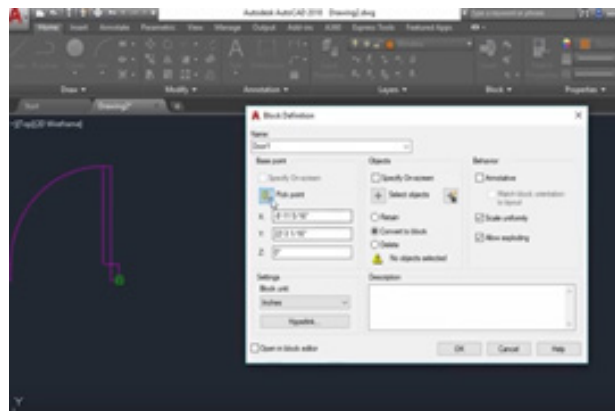 Autodesk AutoCAD 2016 Drawing2.dwg
Home Insert Annotate Parametric View Manage Output Add-ins A360 Express Tools Featured Apps
Draw Modify Annotation Layers Block Properties
Start Drawing2*
[-][Top][2D Wireframe]
Block Definition
Name:
Door1
Base point
Specify On-screen
Pick point
X:
Y:
Z: 0"
Objects
Specify On-screen
Select objects
Retain
Convert to block
Delete
No objects selected
Behavior
Annotative
Match block orientation
to layout
Scale uniformly
Allow exploding
Settings
Block unit:
Inches
Hyperlink...
Description
Open in block editor
OK Cancel Help
Y